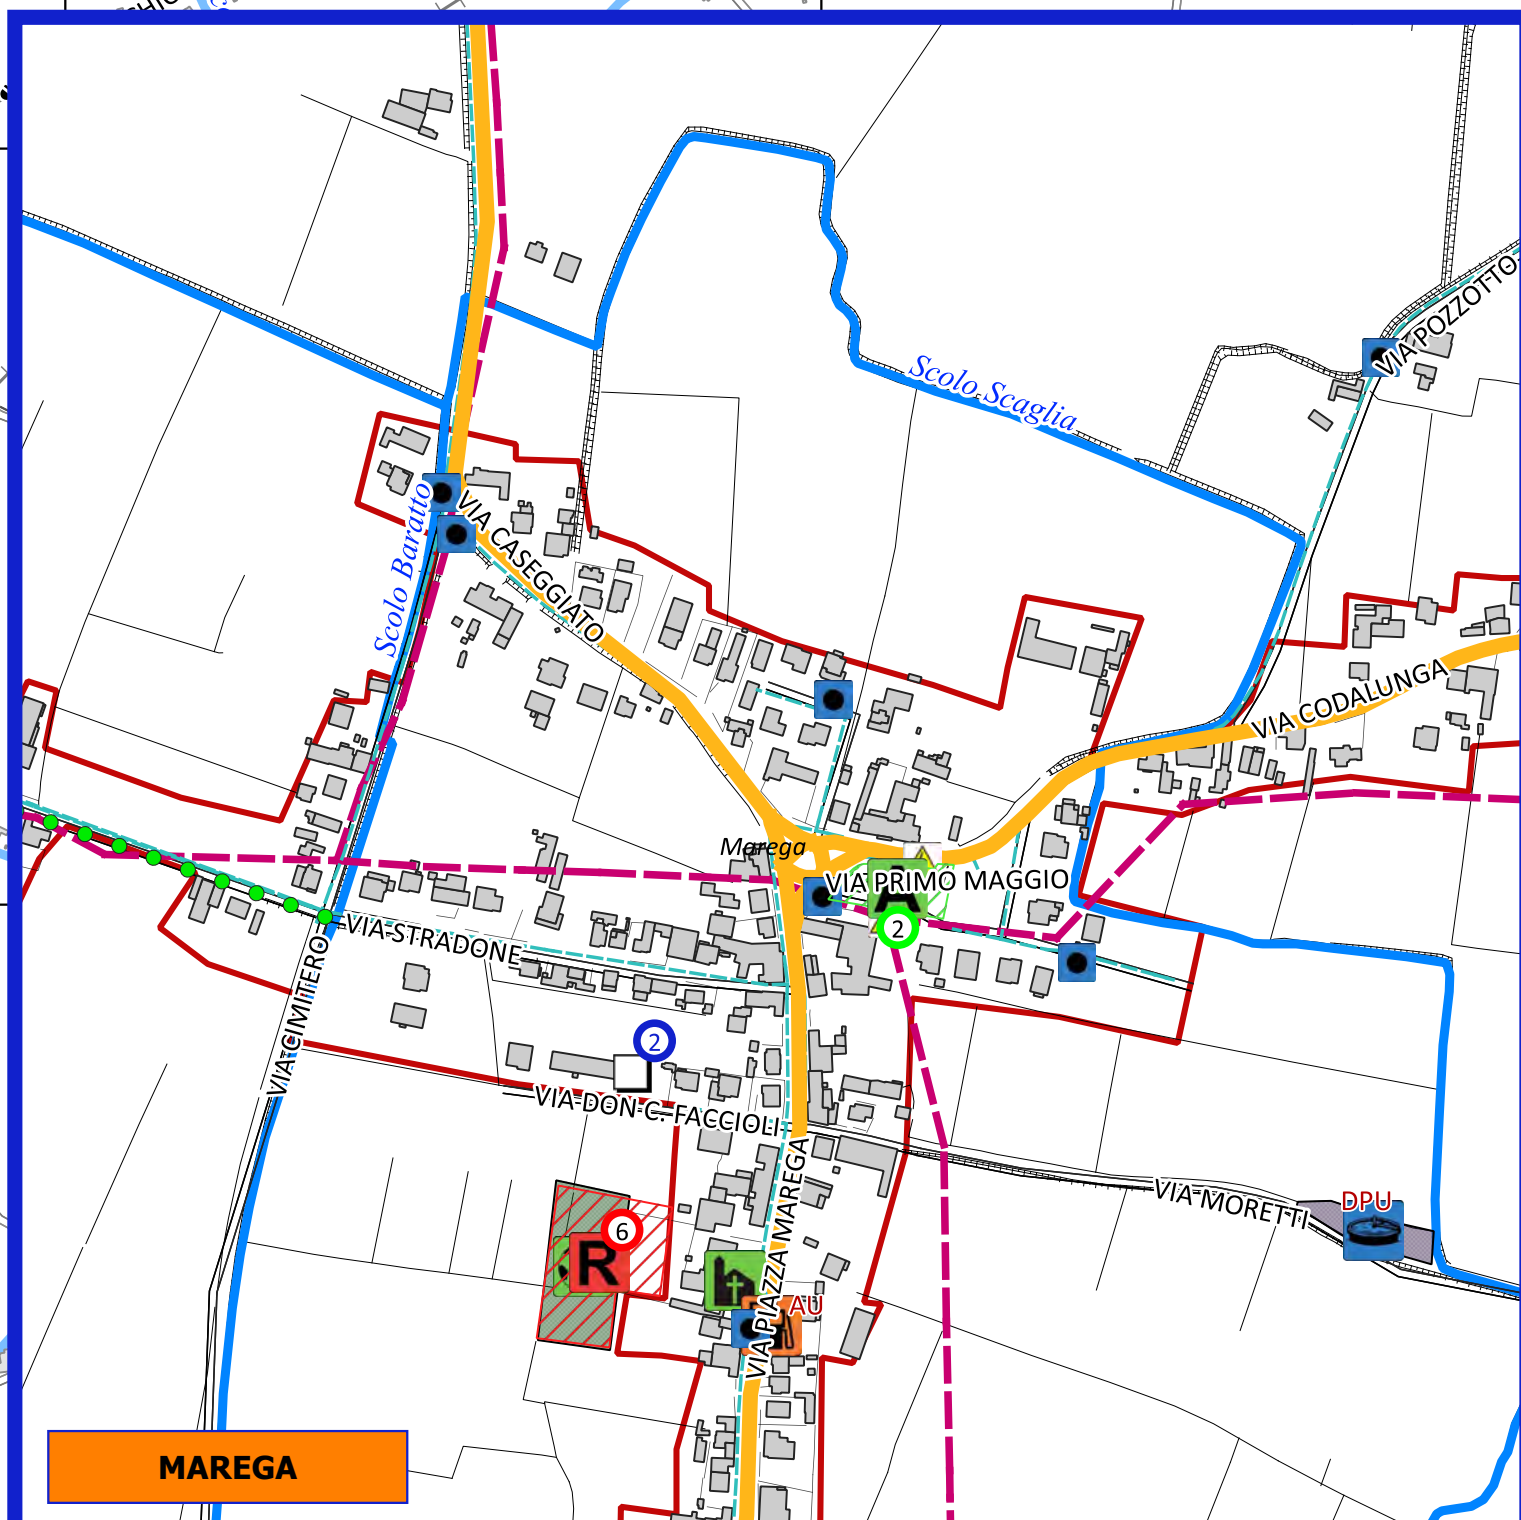 VIA POZZOTTO
Scolo Scaglia
Scolo Baratto
VIA CASEGGIATO
VIA CODALUNGA
Marega
VIA PRIMO MAGGIO
A
2
VIA STRADONE
VIA CIMITERO
2
VIA DON C. FACCIOLI
VIA PIAZZA MAREGA
VIA MORETTI
DPU
6
R
AU
MAREGA